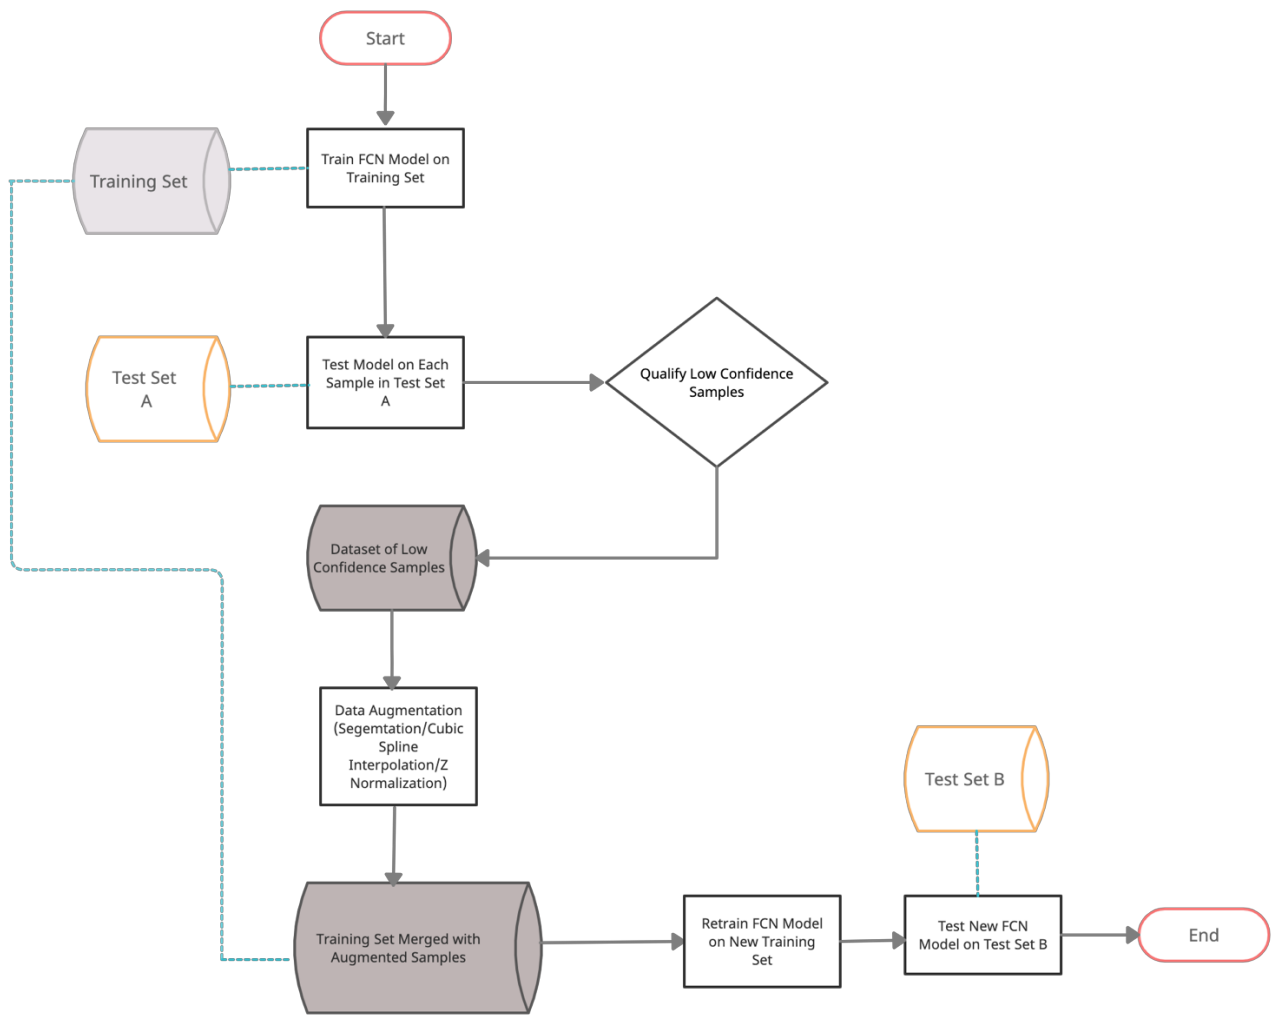 Start
Train FCN Model on
Training Set
Training Set
Test Set
A
Test Model on Each
Sample in Test Set
A
Qualify Low Confidence
Samples
Dataset of Low
Confidence Samples
Data Augmentation
(Segemtation/Cubic
Spline
Interpolation/Z
Normalization)
Test Set B
Training Set Merged with
Augmented Samples
Retrain FCN Model
on New Training
Set
Test New FCN
Model on Test Set B
End